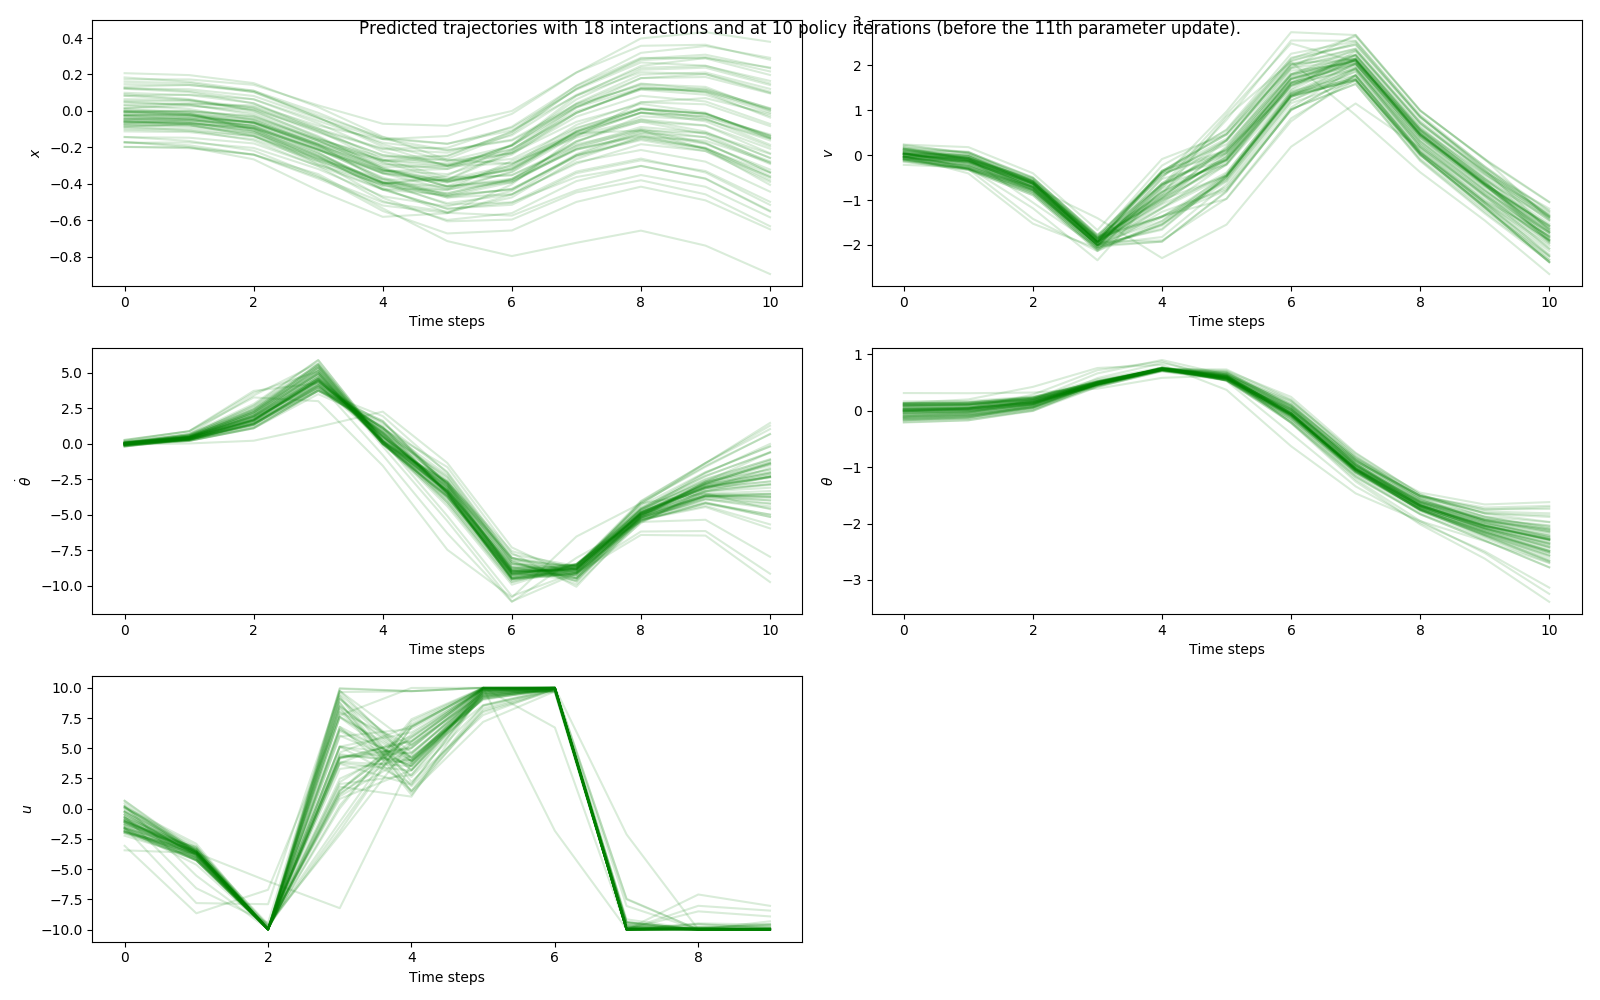 Predicted trajectories with 18 interactions and at 10 policy iterations (before the 11th parameter update).
0.4
0.2
0.0
−0.2
−0.4
−0.6
−0.8
x
0 2 4 6 8 10
Time steps
3
2
1
0
−1
−2
v
0 2 4 6 8 10
Time steps
5.0
2.5
0.0
−2.5
−5.0
−7.5
−10.0
θ̇
0 2 4 6 8 10
Time steps
1
0
−1
−2
−3
θ
0 2 4 6 8 10
Time steps
10.0
7.5
5.0
2.5
0.0
−2.5
−5.0
−7.5
−10.0
u
0 2 4 6 8
Time steps